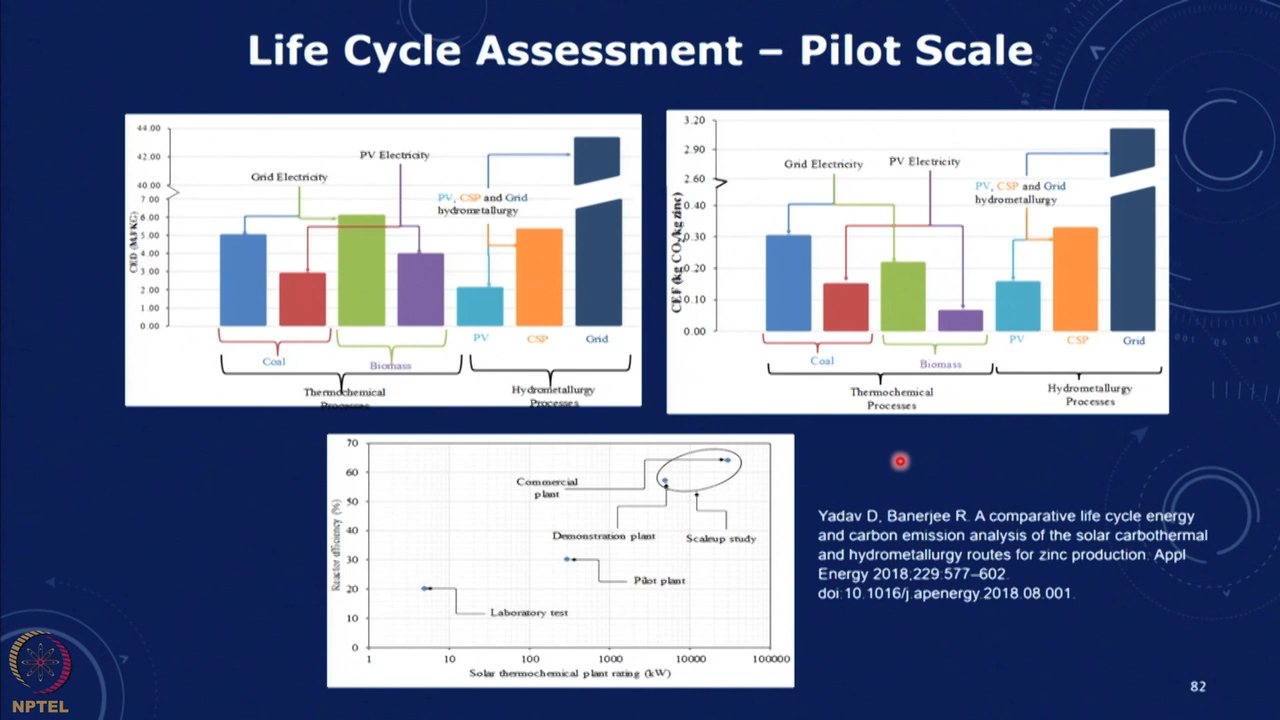 Life Cycle Assessment – Pilot Scale
44.00
42.00
40.00
7.00
6.00
5.00
4.00
3.00
2.00
1.00
0.00
CED (MJ/KG)
Grid Electricity
PV Electricity
PV, CSP and Grid
hydrometallurgy
PV
CSP
Grid
Coal
Biomass
Thermochemical
Processes
Hydrometallurgy
Processes
3.20
2.90
2.60
0.40
0.30
0.20
0.10
0.00
CEF (kg CO2/kg zinc)
Grid Electricity
PV Electricity
PV, CSP and Grid
hydrometallurgy
PV
CSP
Grid
Coal
Biomass
Thermochemical
Processes
Hydrometallurgy
Processes
70
60
50
40
30
20
10
0
Reactor efficiency (%)
Commercial
plant
Demonstration plant
Scaleup study
Pilot plant
Laboratory test
1
10
100
1000
10000
100000
Solar thermochemical plant rating (kW)
Yadav D, Banerjee R. A comparative life cycle energy
and carbon emission analysis of the solar carbothermal
and hydrometallurgy routes for zinc production. Appl
Energy 2018;229:577–602.
doi:10.1016/j.apenergy.2018.08.001.
NPTEL
82